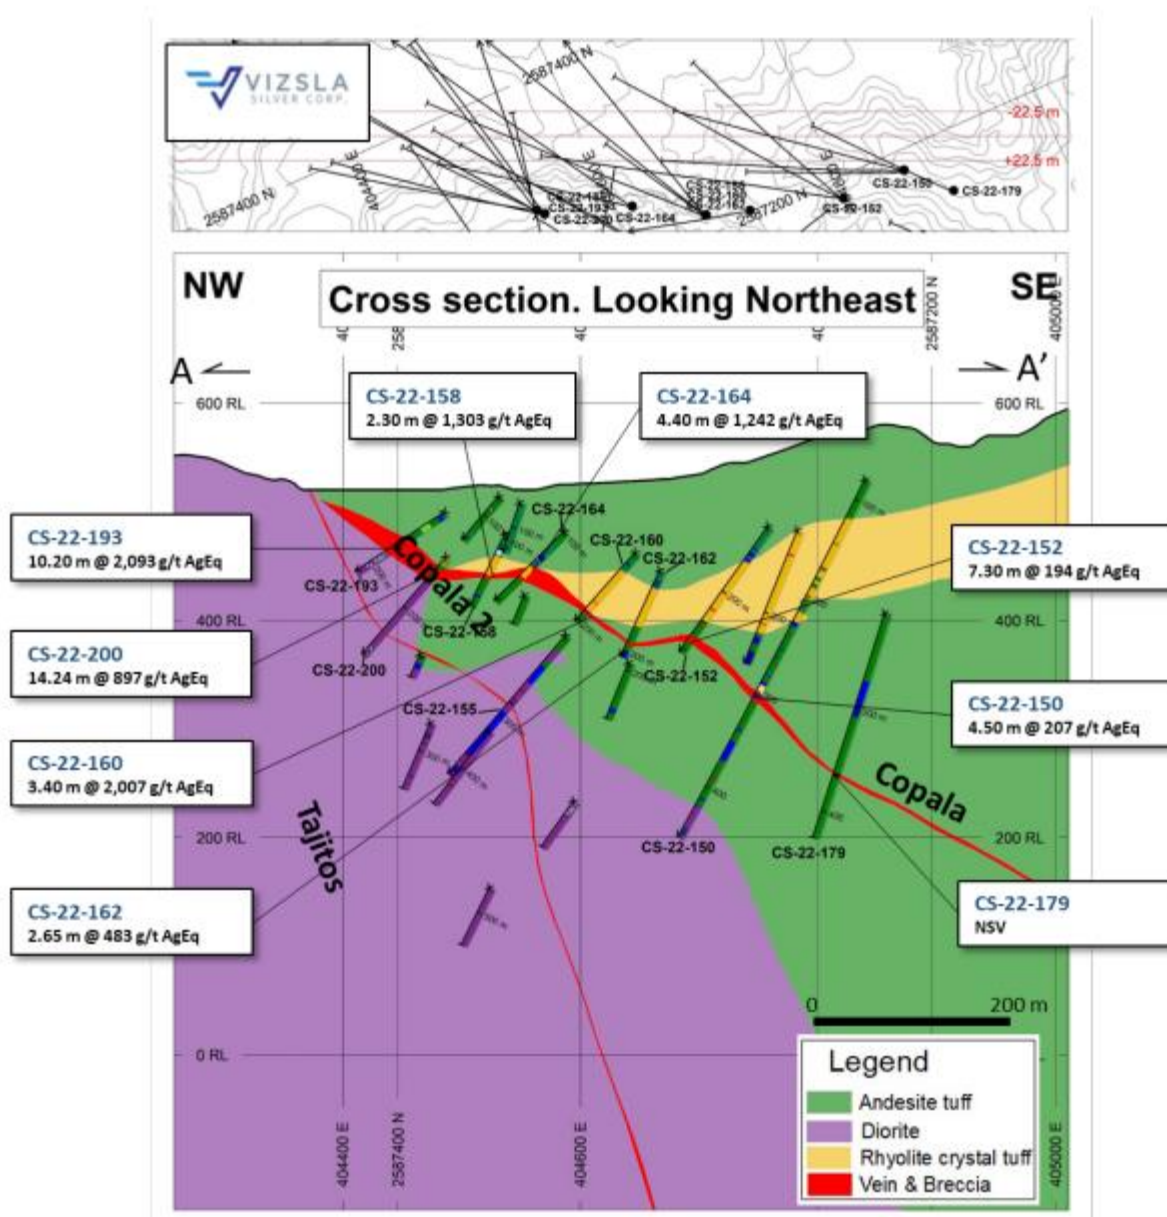 VIZSLA
SILVER CORP.
2587400 N
-22.5 m
+22.5 m
2587400 N
404400 E
CS-22-193
CS-22-164
2587200 N
CS-22-152
CS-22-150
CS-22-179
NW
Cross section. Looking Northeast
SE
2587200 N
405000 E
A
A'
600 RL
600 RL
CS-22-158
2.30 m @ 1,303 g/t AgEq
CS-22-164
4.40 m @ 1,242 g/t AgEq
CS-22-193
10.20 m @ 2,093 g/t AgEq
CS-22-152
7.30 m @ 194 g/t AgEq
CS-22-200
14.24 m @ 897 g/t AgEq
CS-22-150
4.50 m @ 207 g/t AgEq
CS-22-160
3.40 m @ 2,007 g/t AgEq
CS-22-162
2.65 m @ 483 g/t AgEq
CS-22-179
NSV
CS-22-164
CS-22-160
CS-22-162
CS-22-193
Copala 2
400 RL
400 RL
CS-22-158
CS-22-200
CS-22-152
CS-22-155
Copala
Tajitos
200 RL
200 RL
CS-22-150
CS-22-179
0
200 m
0 RL
404400 E
2587400 N
404600 E
405000 E
Legend
Andesite tuff
Diorite
Rhyolite crystal tuff
Vein & Breccia